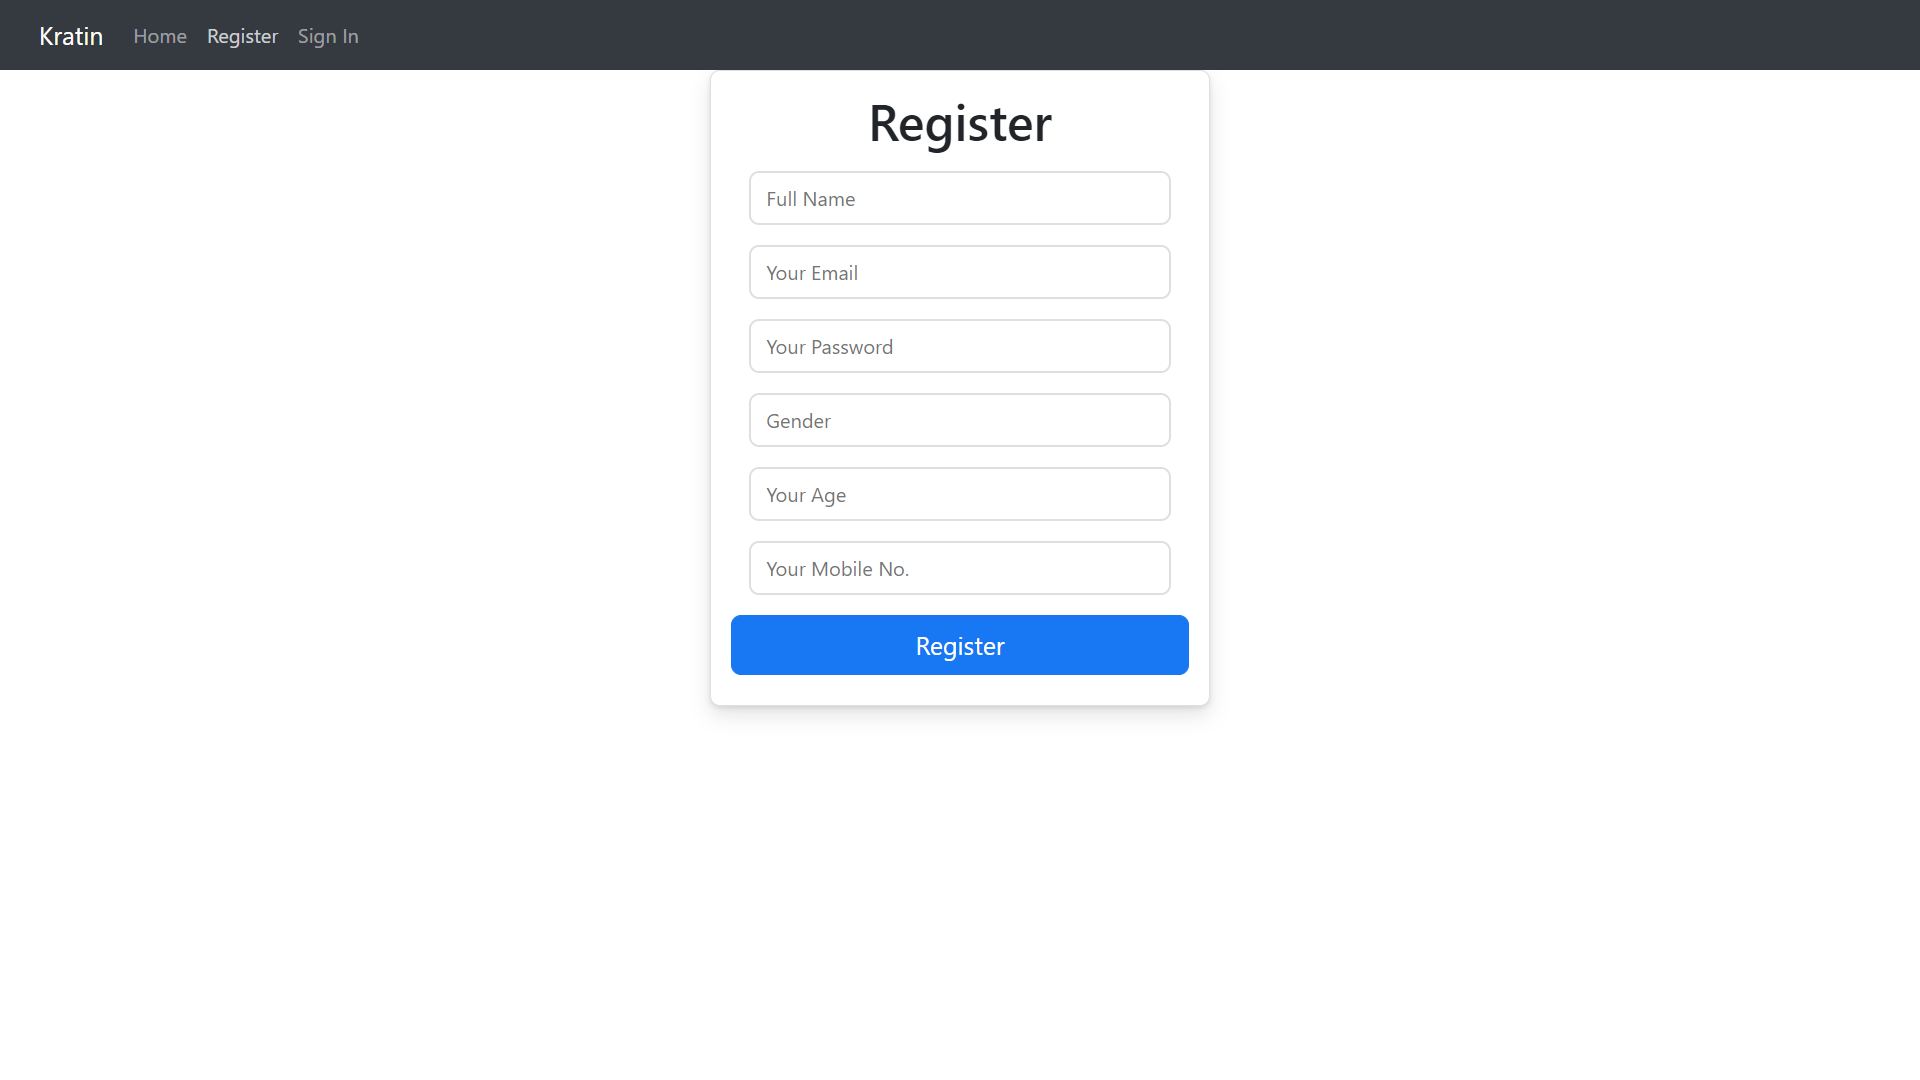 Kratin Home Register Sign In
Register
Full Name
Your Email
Your Password
Gender
Your Age
Your Mobile No.
Register